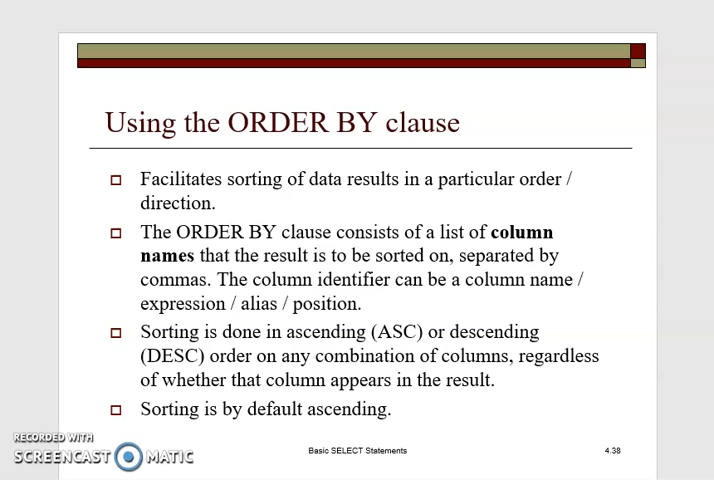 Using the ORDER BY clause
Facilitates sorting of data results in a particular order /
direction.
The ORDER BY clause consists of a list of column
names that the result is to be sorted on, separated by
commas. The column identifier can be a column name /
expression / alias / position.
Sorting is done in ascending (ASC) or descending
(DESC) order on any combination of columns, regardless
of whether that column appears in the result.
Sorting is by default ascending.
RECORDED WITH
SCREENCAST MATIC
Basic SELECT Statements
4.38